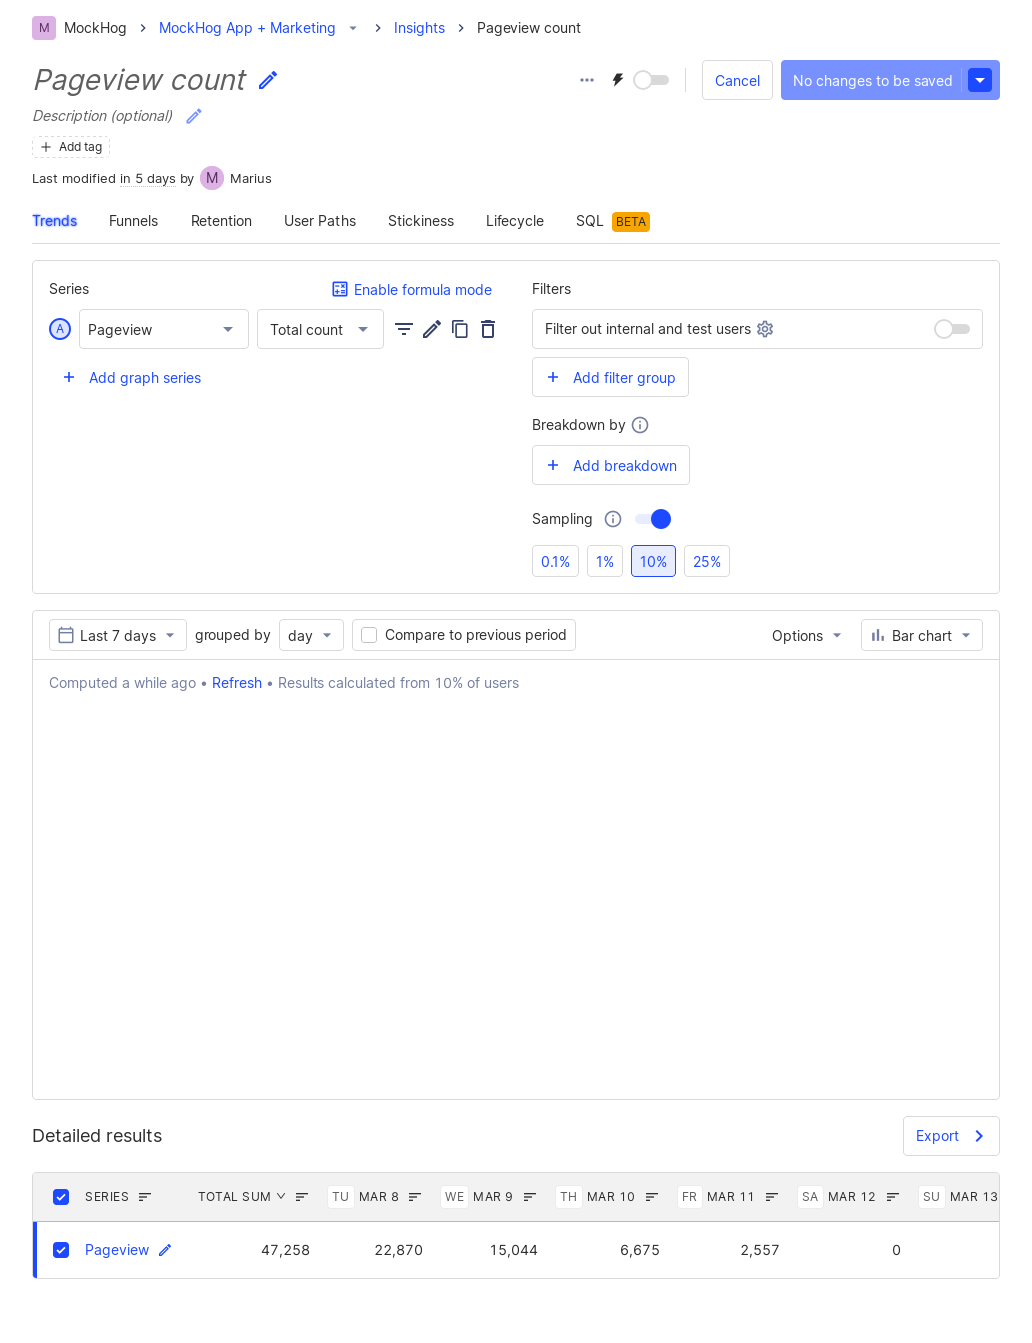 M MockHog > MockHog App + Marketing > Insights > Pageview count
Pageview count
Cancel
No changes to be saved
Description (optional)
+ Add tag
Last modified in 5 days by M Marius
Trends Funnels Retention User Paths Stickiness Lifecycle SQL BETA
Series
Enable formula mode
A Pageview Total count
+ Add graph series
Filters
Filter out internal and test users
+ Add filter group
Breakdown by
+ Add breakdown
Sampling
0.1% 1% 10% 25%
Last 7 days grouped by day Compare to previous period Options Bar chart
Computed a while ago • Refresh • Results calculated from 10% of users
Detailed results
Export
SERIES TOTAL SUM TU MAR 8 WE MAR 9 TH MAR 10 FR MAR 11 SA MAR 12 SU MAR 13
Pageview 47,258 22,870 15,044 6,675 2,557 0